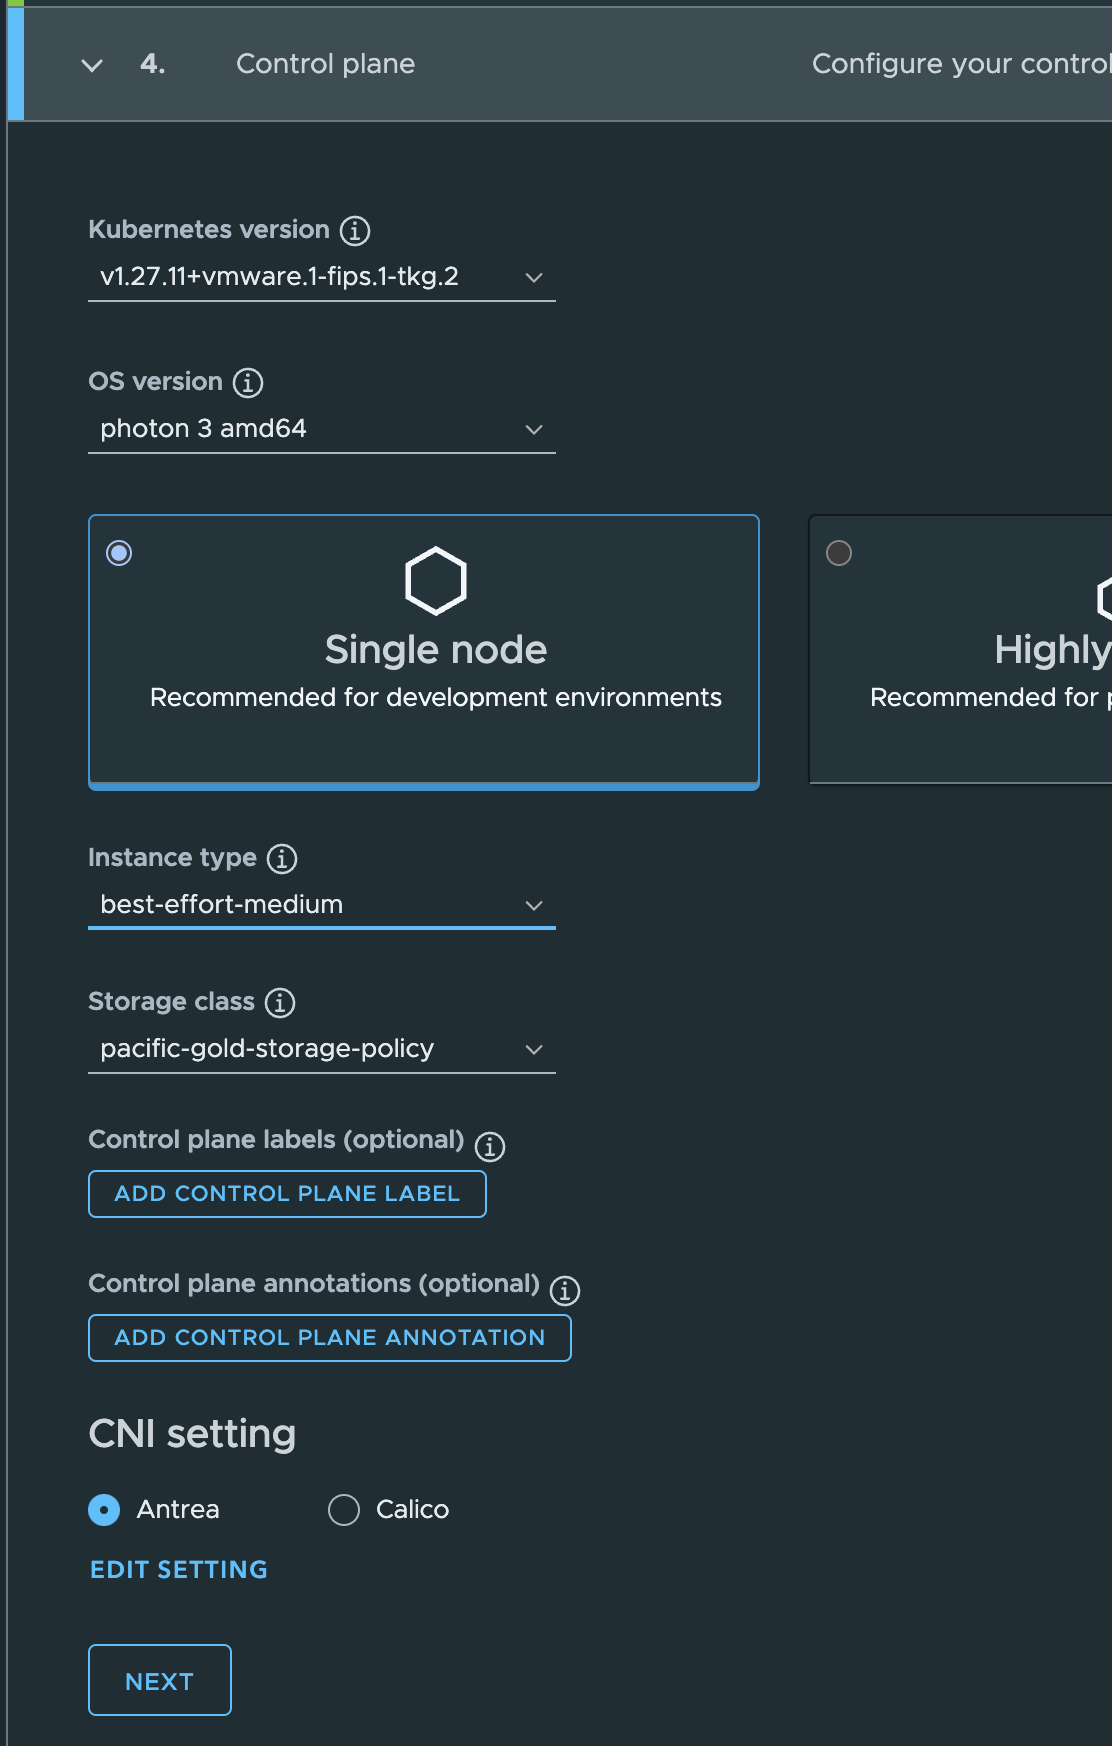 4. Control plane Configure your control
Kubernetes version
v1.27.11+vmware.1-fips.1-tkg.2
OS version
photon 3 amd64
Single node
Recommended for development environments
Highly
Recommended for
Instance type
best-effort-medium
Storage class
pacific-gold-storage-policy
Control plane labels (optional)
ADD CONTROL PLANE LABEL
Control plane annotations (optional)
ADD CONTROL PLANE ANNOTATION
CNI setting
Antrea Calico
EDIT SETTING
NEXT